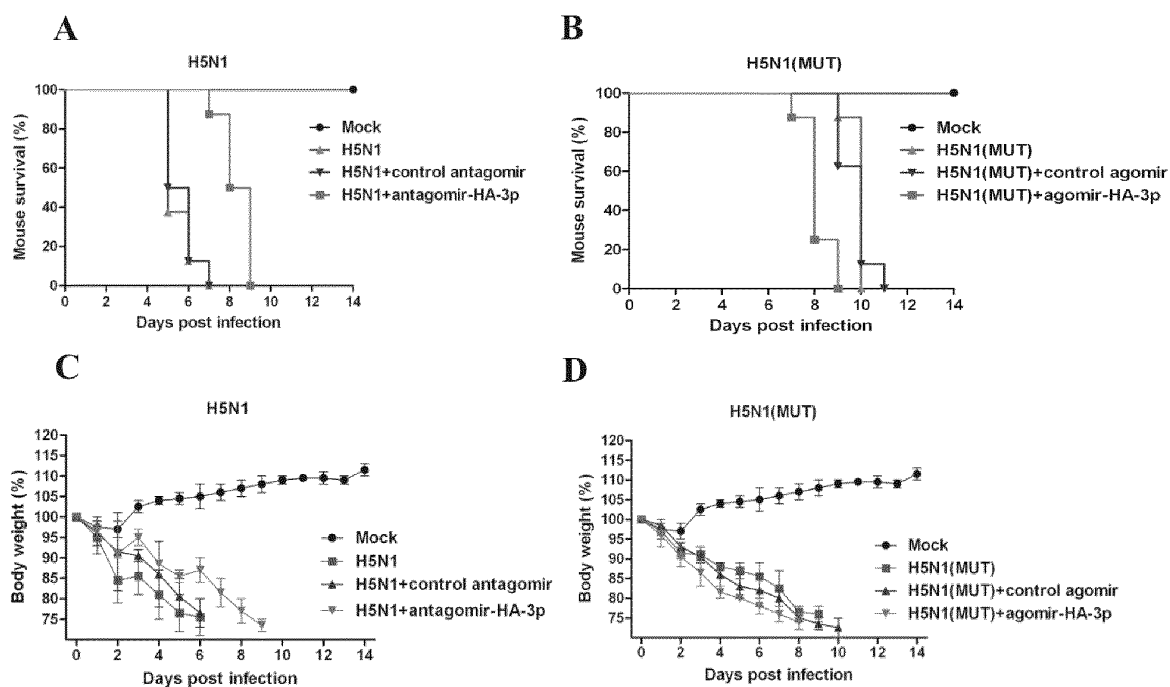 A
H5N1
Mouse survival (%)
100
80
60
40
20
0
0 2 4 6 8 10 12 14
Days post infection
Mock
H5N1
H5N1+control antagomir
H5N1+antagomir-HA-3p
B
H5N1(MUT)
Mouse survival (%)
100
80
60
40
20
0
0 2 4 6 8 10 12 14
Days post infection
Mock
H5N1(MUT)
H5N1(MUT)+control agomir
H5N1(MUT)+agomir-HA-3p
C
H5N1
Body weight (%)
120
115
110
105
100
95
90
85
80
75
0 2 4 6 8 10 12 14
Days post infection
Mock
H5N1
H5N1+control antagomir
H5N1+antagomir-HA-3p
D
H5N1(MUT)
Body weight (%)
120
115
110
105
100
95
90
85
80
75
0 2 4 6 8 10 12 14
Days post infection
Mock
H5N1(MUT)
H5N1(MUT)+control agomir
H5N1(MUT)+agomir-HA-3p